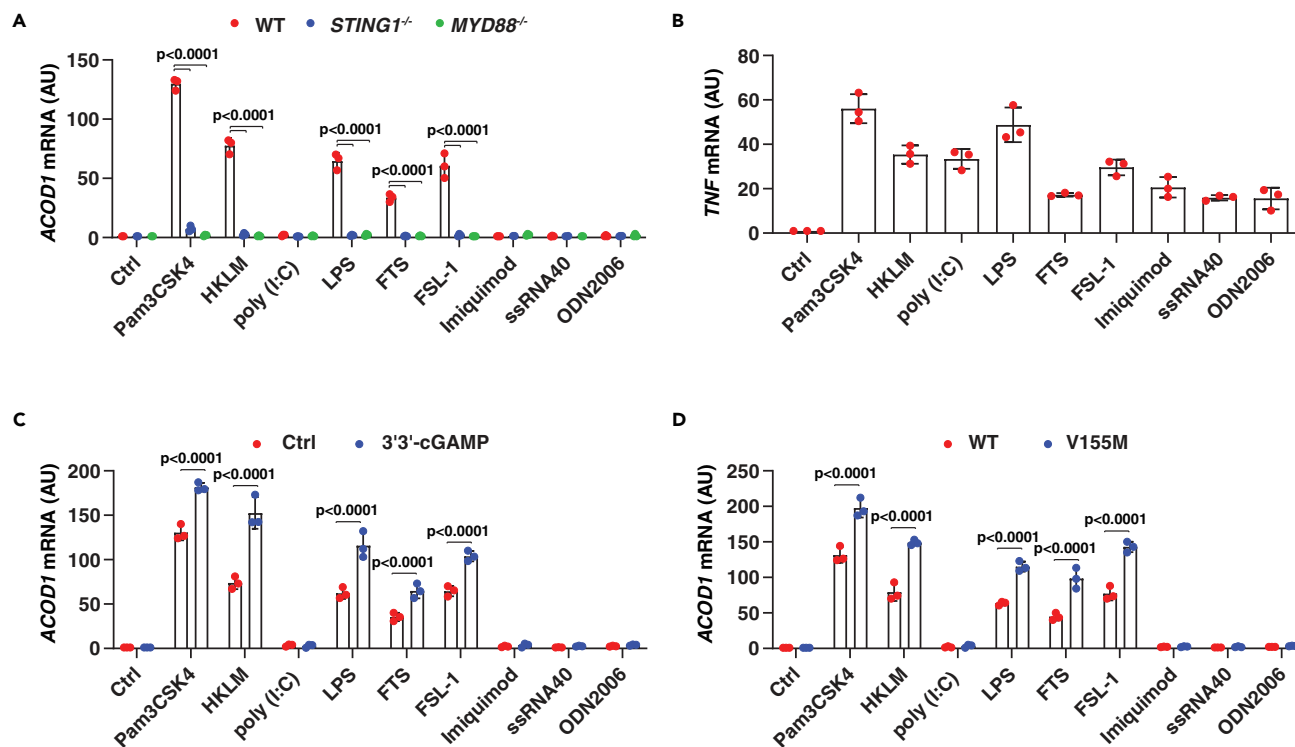 A
WT STING1-/- MYD88-/-
ACOD1 mRNA (AU)
150
100
50
0
p<0.0001
p<0.0001
p<0.0001
p<0.0001
p<0.0001
Ctrl
Pam3CSK4
HKLM
poly (I:C)
LPS
FTS
FSL-1
Imiquimod
ssRNA40
ODN2006
B
TNF mRNA (AU)
80
60
40
20
0
Ctrl
Pam3CSK4
HKLM
poly (I:C)
LPS
FTS
FSL-1
Imiquimod
ssRNA40
ODN2006
C
Ctrl 3'3'-cGAMP
ACOD1 mRNA (AU)
200
150
100
50
0
p<0.0001
p<0.0001
p<0.0001
p<0.0001
p<0.0001
Ctrl
Pam3CSK4
HKLM
poly (I:C)
LPS
FTS
FSL-1
Imiquimod
ssRNA40
ODN2006
D
WT V155M
ACOD1 mRNA (AU)
250
200
150
100
50
0
p<0.0001
p<0.0001
p<0.0001
p<0.0001
p<0.0001
Ctrl
Pam3CSK4
HKLM
poly (I:C)
LPS
FTS
FSL-1
Imiquimod
ssRNA40
ODN2006